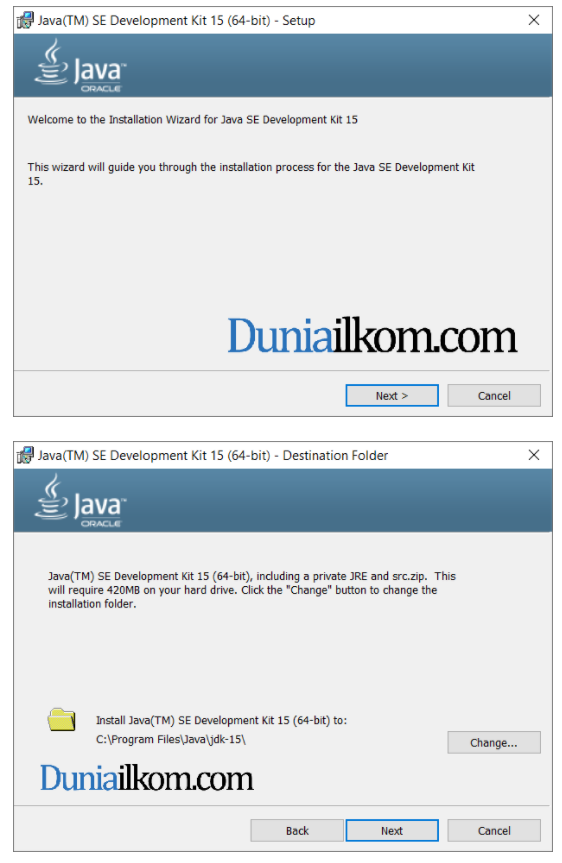 Java(TM) SE Development Kit 15 (64-bit) - Setup
Java™
ORACLE
Welcome to the Installation Wizard for Java SE Development Kit 15
This wizard will guide you through the installation process for the Java SE Development Kit
15.
Duniailkom.com
Next >
Cancel
Java(TM) SE Development Kit 15 (64-bit) - Destination Folder
Java™
ORACLE
Java(TM) SE Development Kit 15 (64-bit), including a private JRE and src.zip.  This
will require 420MB on your hard drive. Click the "Change" button to change the
installation folder.
Install Java(TM) SE Development Kit 15 (64-bit) to:
C:\Program Files\Java\jdk-15\
Change...
Duniailkom.com
Back
Next
Cancel